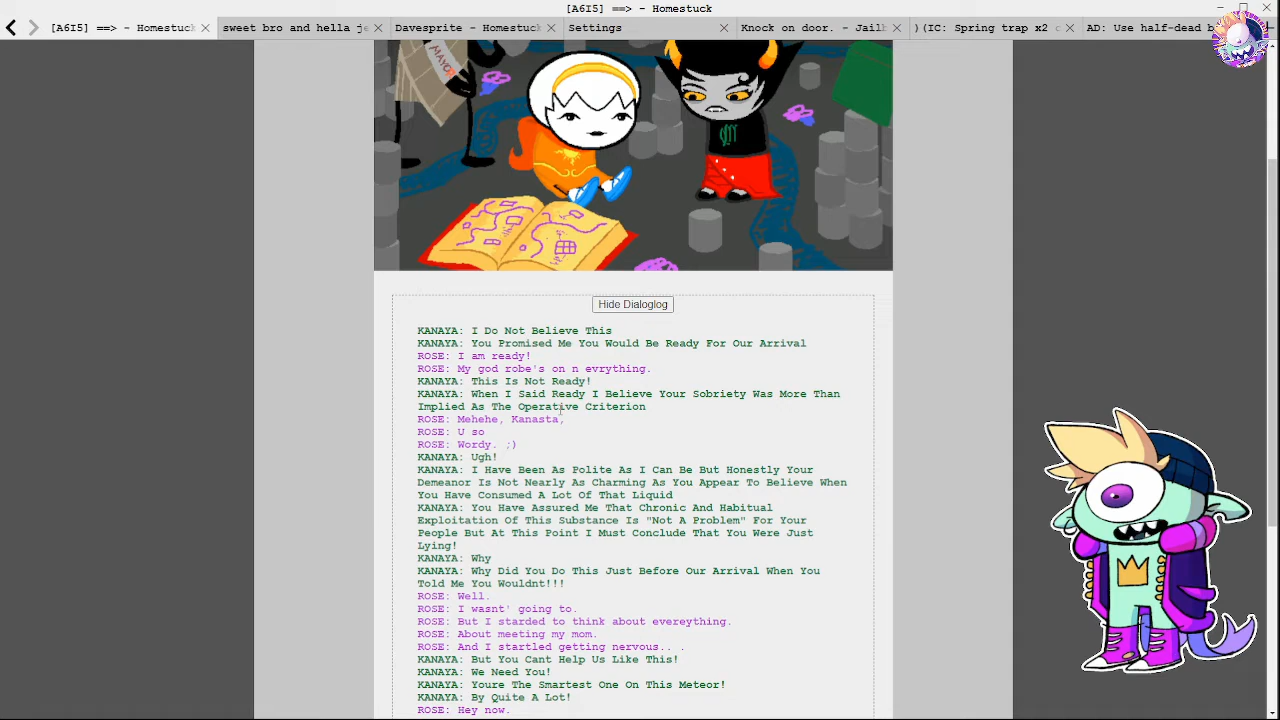 [A6I5] ==> - Homestuck
[A6I5] ==> - Homestuck
sweet bro and hella je
Davesprite - Homestuck
Settings
Knock on door. - Jailb
)(IC: Spring trap x2 c
AD: Use half-dead b
MAYOR
Hide Dialoglog
KANAYA: I Do Not Believe This
KANAYA: You Promised Me You Would Be Ready For Our Arrival
ROSE: I am ready!
ROSE: My god robe's on n evrything.
KANAYA: This Is Not Ready!
KANAYA: When I Said Ready I Believe Your Sobriety Was More Than
Implied As The Operative Criterion
ROSE: Mehehe, Kanasta,
ROSE: U so
ROSE: Wordy. ;)
KANAYA: Ugh!
KANAYA: I Have Been As Polite As I Can Be But Honestly Your
Demeanor Is Not Nearly As Charming As You Appear To Believe When
You Have Consumed A Lot Of That Liquid
KANAYA: You Have Assured Me That Chronic And Habitual
Exploitation Of This Substance Is "Not A Problem" For Your
People But At This Point I Must Conclude That You Were Just
Lying!
KANAYA: Why
KANAYA: Why Did You Do This Just Before Our Arrival When You
Told Me You Wouldnt!!!
ROSE: Well.
ROSE: I wasnt' going to.
ROSE: But I starded to think about evereything.
ROSE: About meeting my mom.
ROSE: And I startled getting nervous.. .
KANAYA: But You Cant Help Us Like This!
KANAYA: We Need You!
KANAYA: Youre The Smartest One On This Meteor!
KANAYA: By Quite A Lot!
ROSE: Hey now.